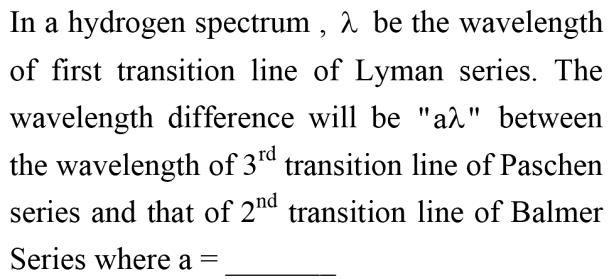 In a hydrogen spectrum , λ be the wavelength
of first transition line of Lyman series. The
wavelength difference will be "aλ" between
the wavelength of 3rd transition line of Paschen
series and that of 2nd transition line of Balmer
Series where a = ________